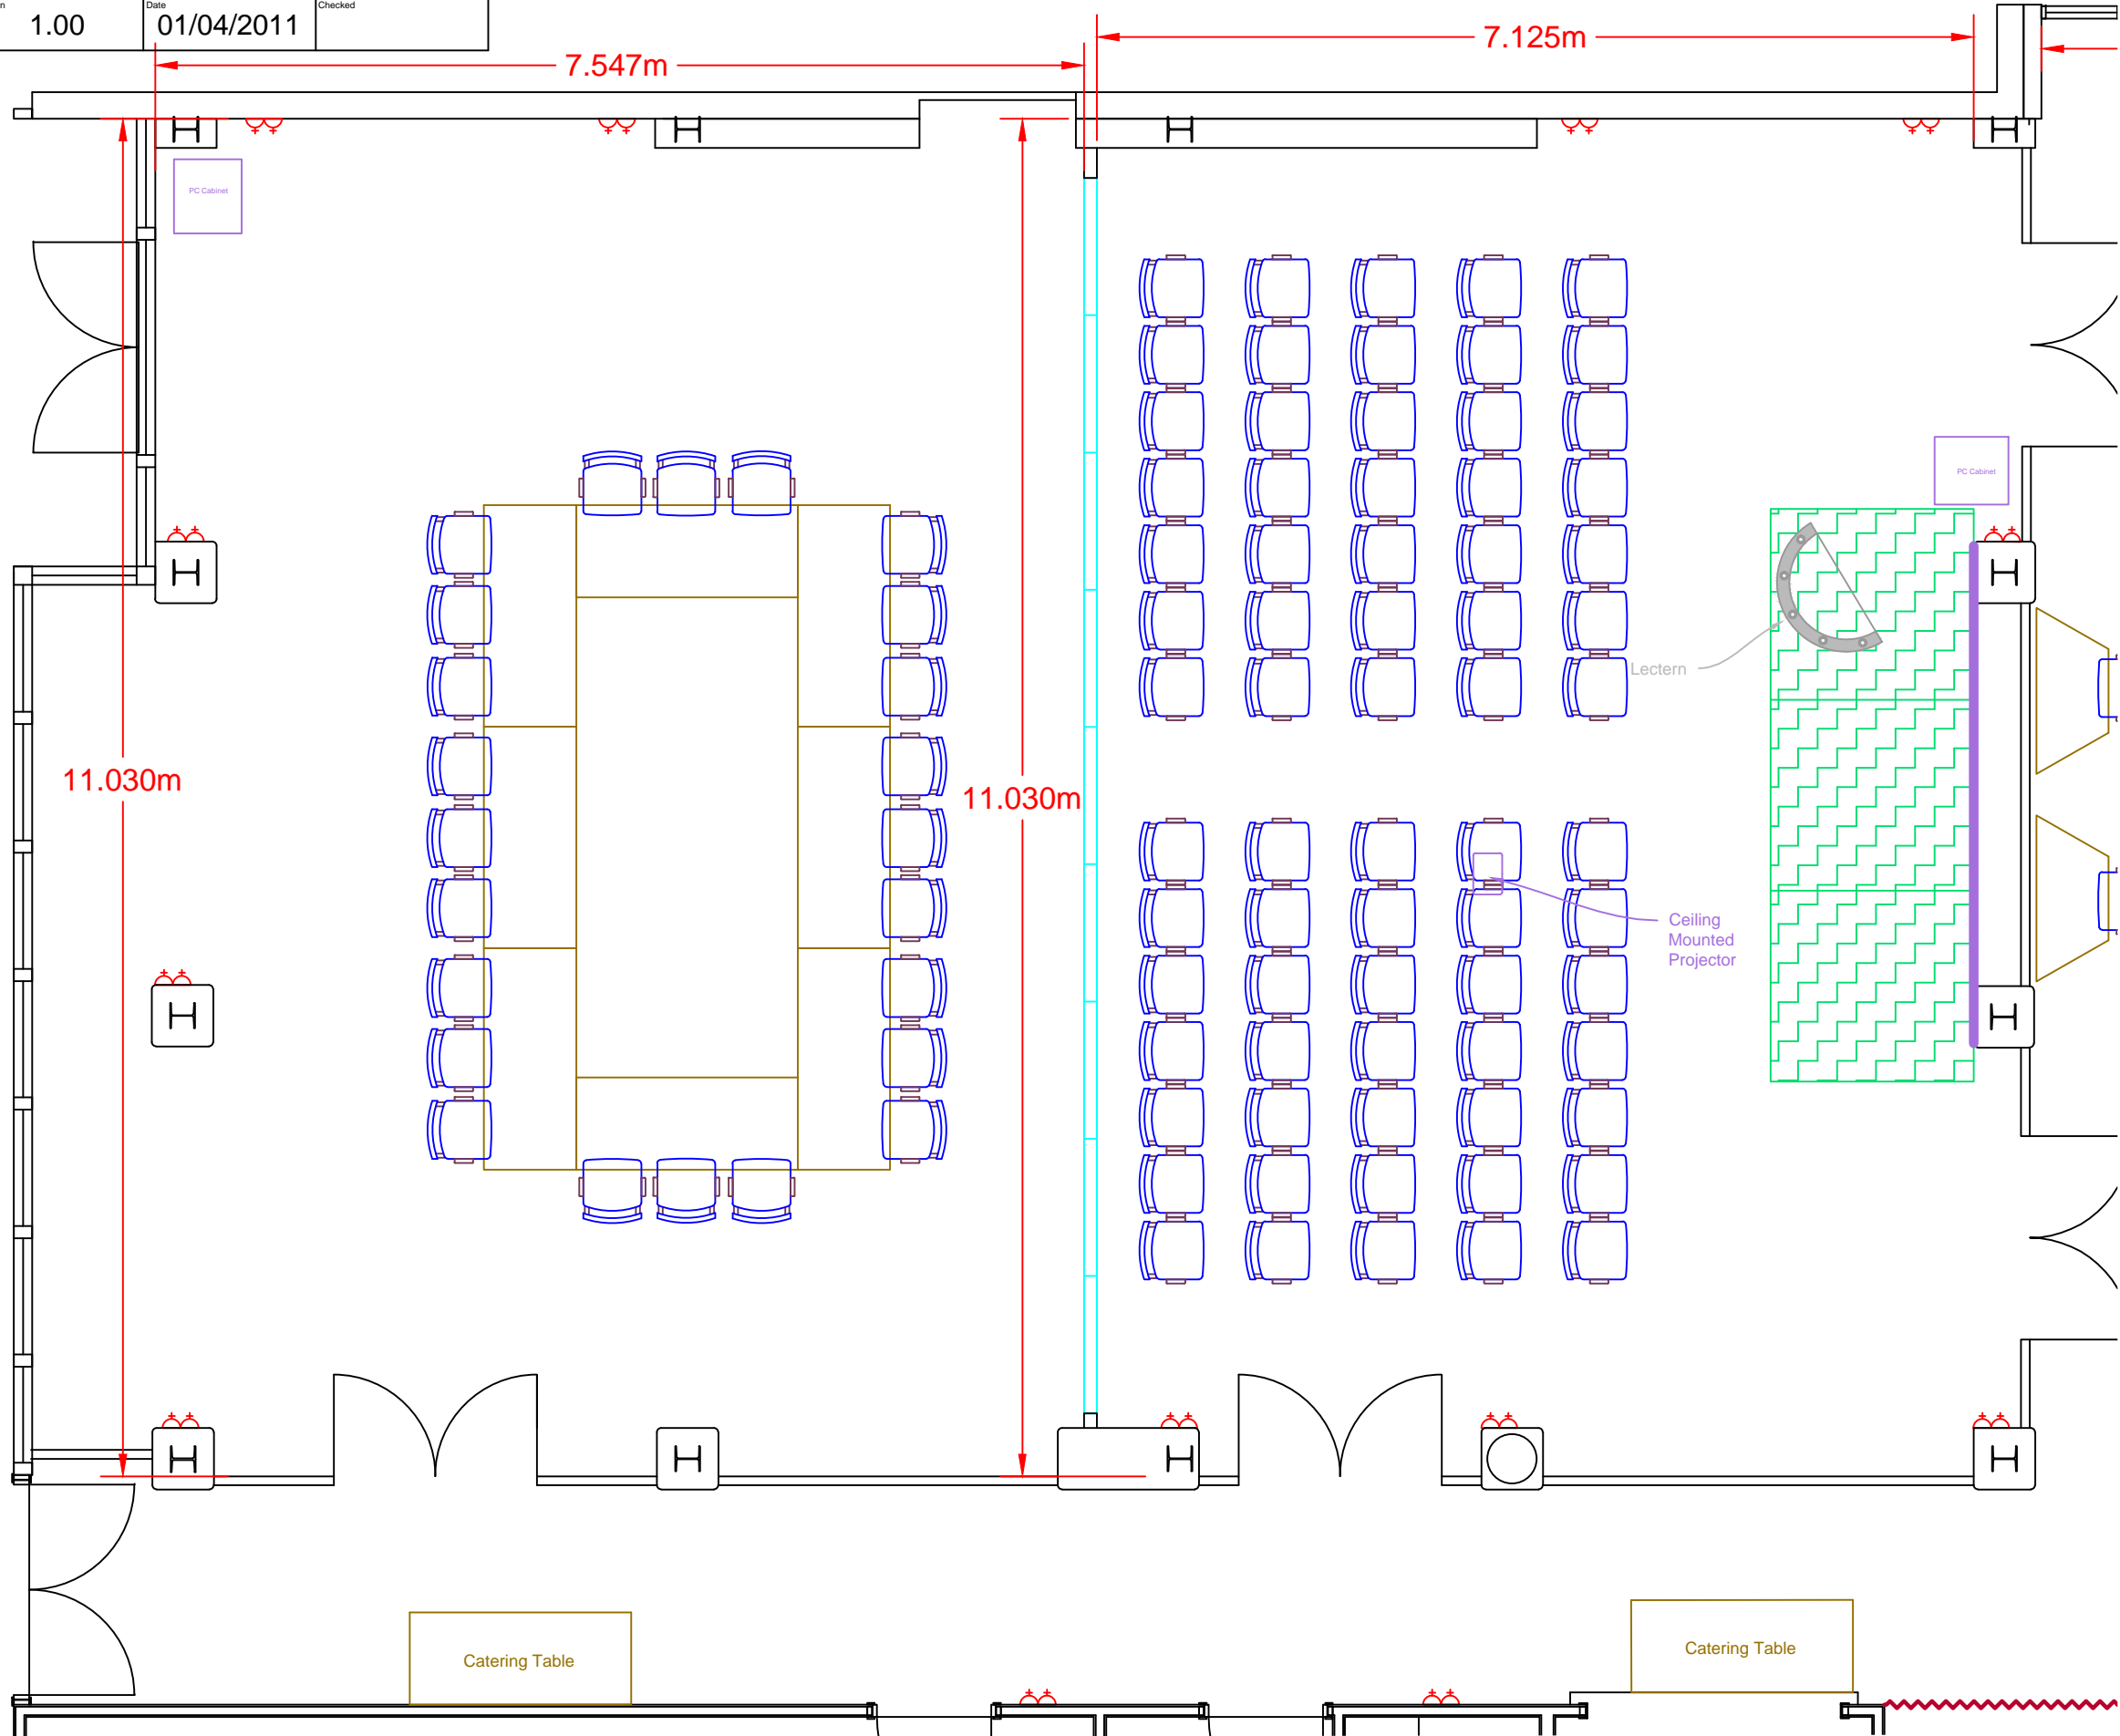 Date
Checked
1.00
01/04/2011
7.125m
7.547m
PC Cabinet
PC Cabinet
Lectern
11.030m
11.030m
Ceiling
Mounted
Projector
Catering Table
Catering Table